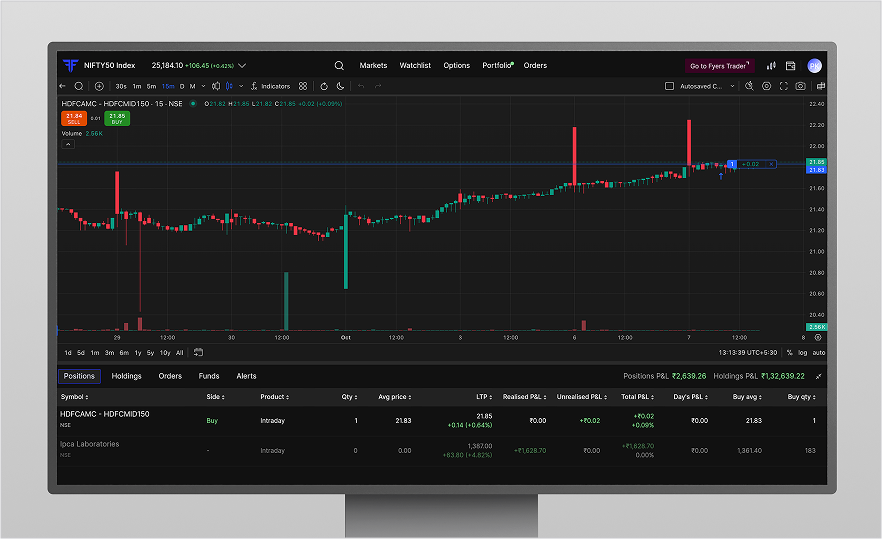 NIFTY50 Index 25,184.10 +106.45 (+0.42%) Markets Watchlist Options Portfolio Orders Go to Fyers Trader PK
30s 1m 5m 15m D M Indicators Autosaved C...
HDFCAMC - HDFCMID150 · 15 · NSE O21.82 H21.85 L21.82 C21.85 +0.02 (+0.09%)
21.84 SELL 0.01 21.85 BUY
Volume 2.56K
22.40
22.20
22.00
21.85
1 +0.02 × 21.83
21.60
21.40
21.20
21.00
20.80
20.60
20.40
2.56K
29 12:00 30 12:00 Oct 12:00 3 12:00 6 12:00 7 12:00 8
1d 5d 1m 3m 6m 1y 5y 10y All 13:13:39 UTC+5:30 % log auto
Positions Holdings Orders Funds Alerts Positions P&L ₹2,639.26 Holdings P&L ₹1,32,639.22
Symbol Side Product Qty Avg price LTP Realised P&L Unrealised P&L Total P&L Day's P&L Buy avg Buy qty
HDFCAMC - HDFCMID150 NSE Buy Intraday 1 21.83 21.85 +0.14 (+0.64%) ₹0.00 +₹0.02 +₹0.02 +0.09% ₹0.00 21.83 1
Ipca Laboratories NSE - Intraday 0 0.00 1,387.00 +63.80 (+4.82%) +₹1,628.70 ₹0.00 +₹1,628.70 0.00% ₹0.00 1,361.40 183